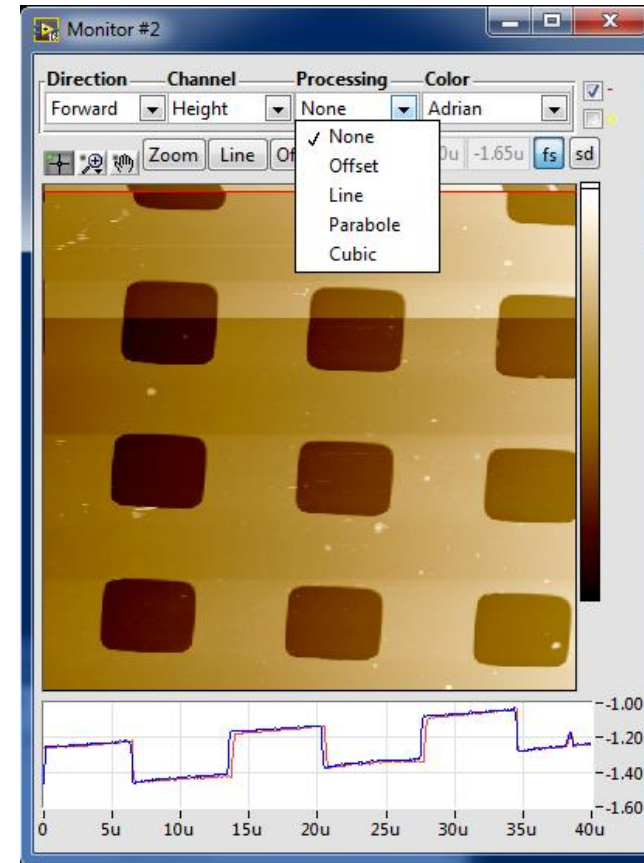 Monitor #2
Direction Channel Processing Color
Forward Height None Adrian
Zoom Line -1.65u fs sd
✓ None
Offset
Line
Parabole
Cubic
-1.00
-1.20
-1.40
-1.60
0 5u 10u 15u 20u 25u 30u 35u 40u